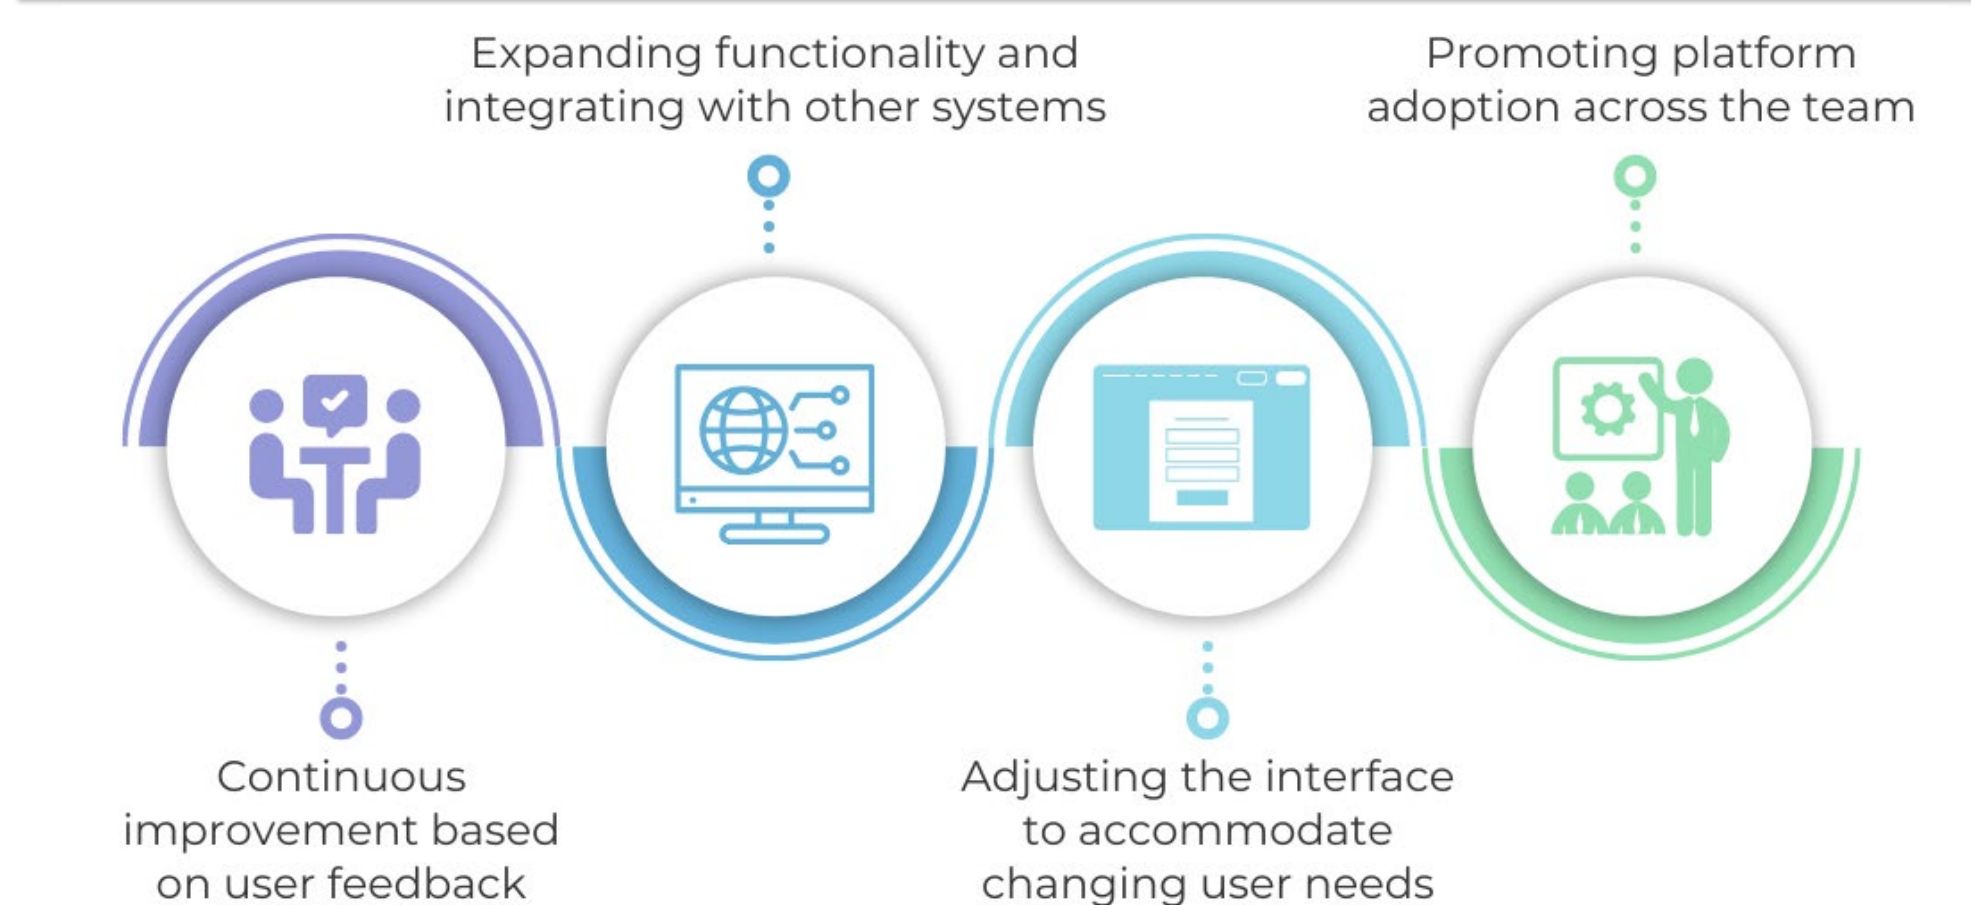 Expanding functionality and
integrating with other systems
Promoting platform
adoption across the team
Continuous
improvement based
on user feedback
Adjusting the interface
to accommodate
changing user needs